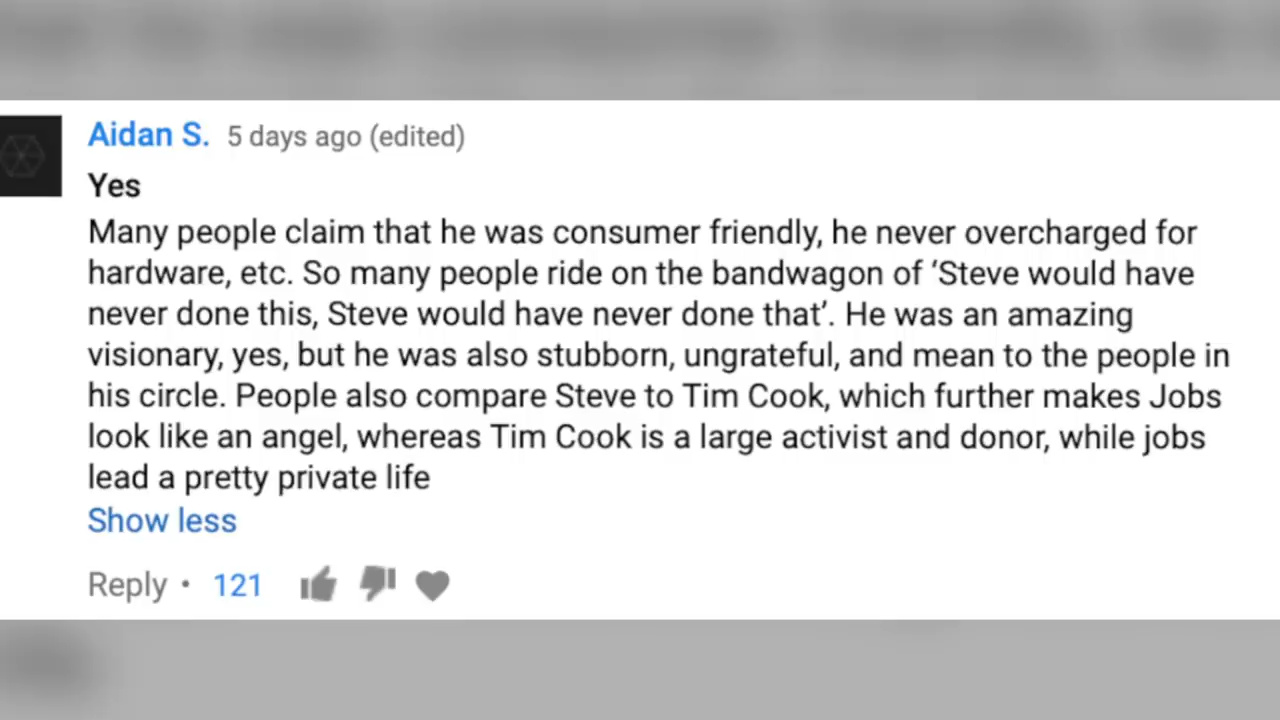 Aidan S. 5 days ago (edited)
Yes
Many people claim that he was consumer friendly, he never overcharged for
hardware, etc. So many people ride on the bandwagon of ‘Steve would have
never done this, Steve would have never done that’. He was an amazing
visionary, yes, but he was also stubborn, ungrateful, and mean to the people in
his circle. People also compare Steve to Tim Cook, which further makes Jobs
look like an angel, whereas Tim Cook is a large activist and donor, while jobs
lead a pretty private life
Show less
Reply • 121